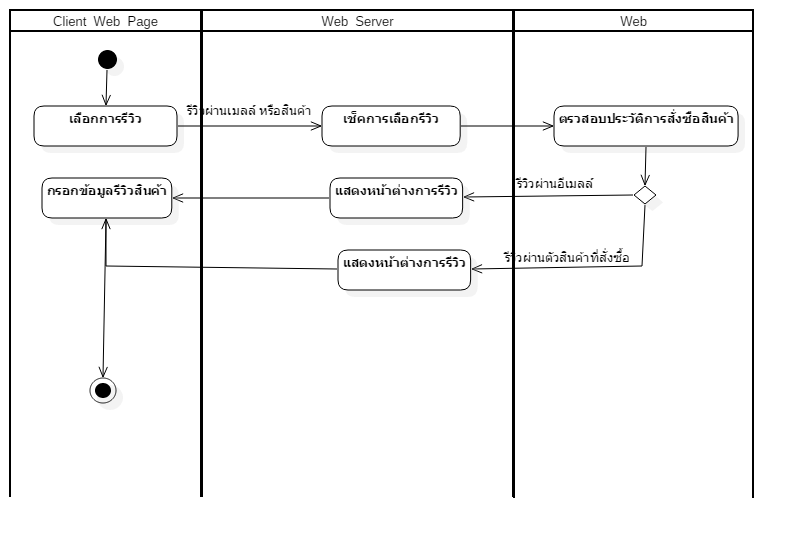 Client Web Page
Web Server
Web
รีวิวผ่านเมลล์ หรือสินค้า
เลือกการรีวิว
เช็คการเลือกรีวิว
ตรวสอบประวัติการสั่งซือสินค้า
กรอกข้อมูลรีวิวสินค้า
แสดงหน้าต่างการรีวิว
รีวิวผ่านอีเมลล์
แสดงหน้าต่างการรีวิว
รีวิวผ่านตัวสินค้าที่สั่งซื้อ